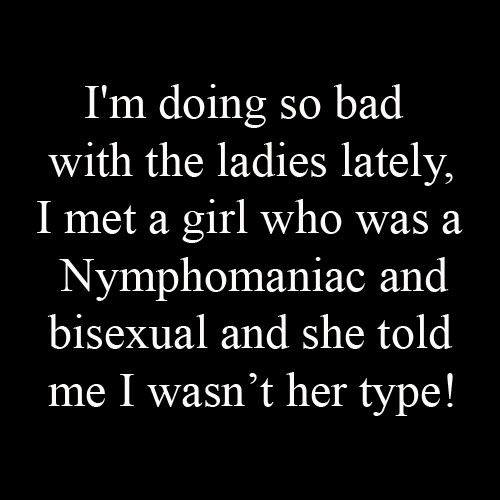 I'm doing so bad
with the ladies lately,
I met a girl who was a
Nymphomaniac and
bisexual and she told
me I wasn’t her type!